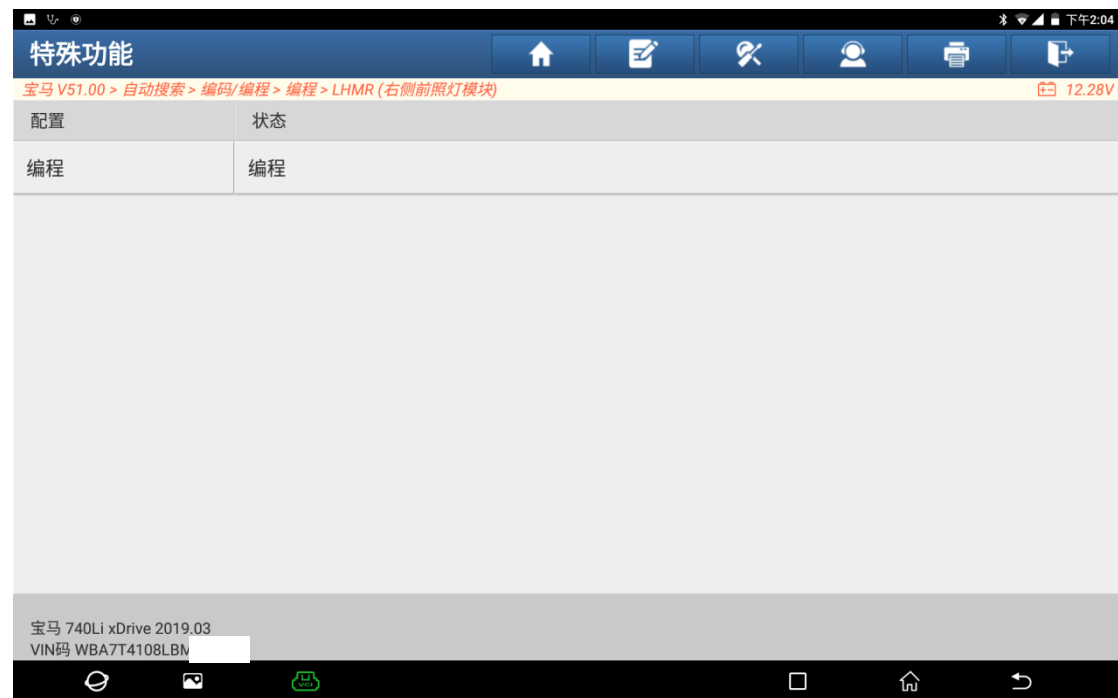 下午2:04
特殊功能
宝马 V51.00 > 自动搜索 > 编码/编程 > 编程 > LHMR (右侧前照灯模块) 12.28V
配置 状态
编程 编程
宝马 740Li xDrive 2019.03
VIN码 WBA7T4108LBM
VCI